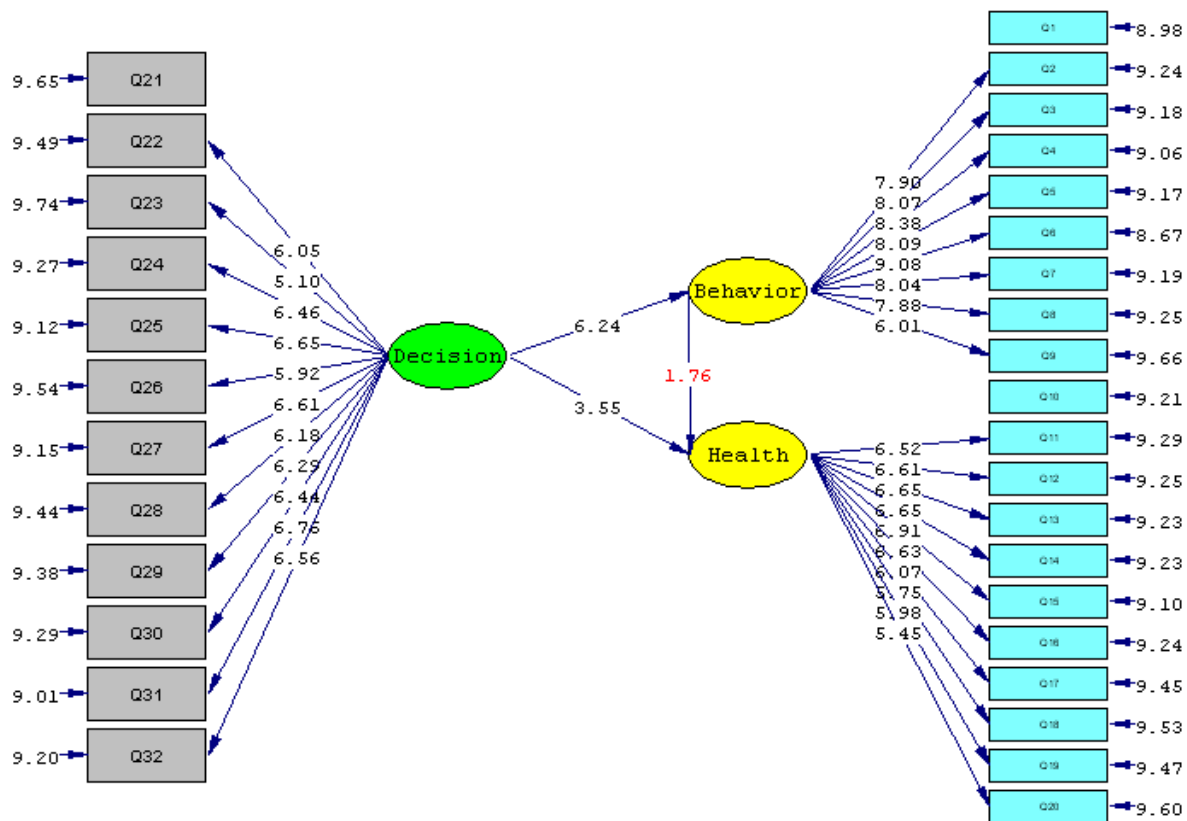 9.65 Q21
9.49 Q22
9.74 Q23
9.27 Q24
9.12 Q25
9.54 Q26
9.15 Q27
9.44 Q28
9.38 Q29
9.29 Q30
9.01 Q31
9.20 Q32
6.05
5.10
6.46
6.65
5.92
6.61
6.18
6.29
6.44
6.76
6.56
Decision
6.24
3.55
Behavior
1.76
Health
7.90
8.07
8.38
8.09
9.08
8.04
7.88
6.01
6.52
6.61
6.65
6.65
6.91
6.63
6.07
5.75
5.98
5.45
Q1 8.98
Q2 9.24
Q3 9.18
Q4 9.06
Q5 9.17
Q6 8.67
Q7 9.19
Q8 9.25
Q9 9.66
Q10 9.21
Q11 9.29
Q12 9.25
Q13 9.23
Q14 9.23
Q15 9.10
Q16 9.24
Q17 9.45
Q18 9.53
Q19 9.47
Q20 9.60